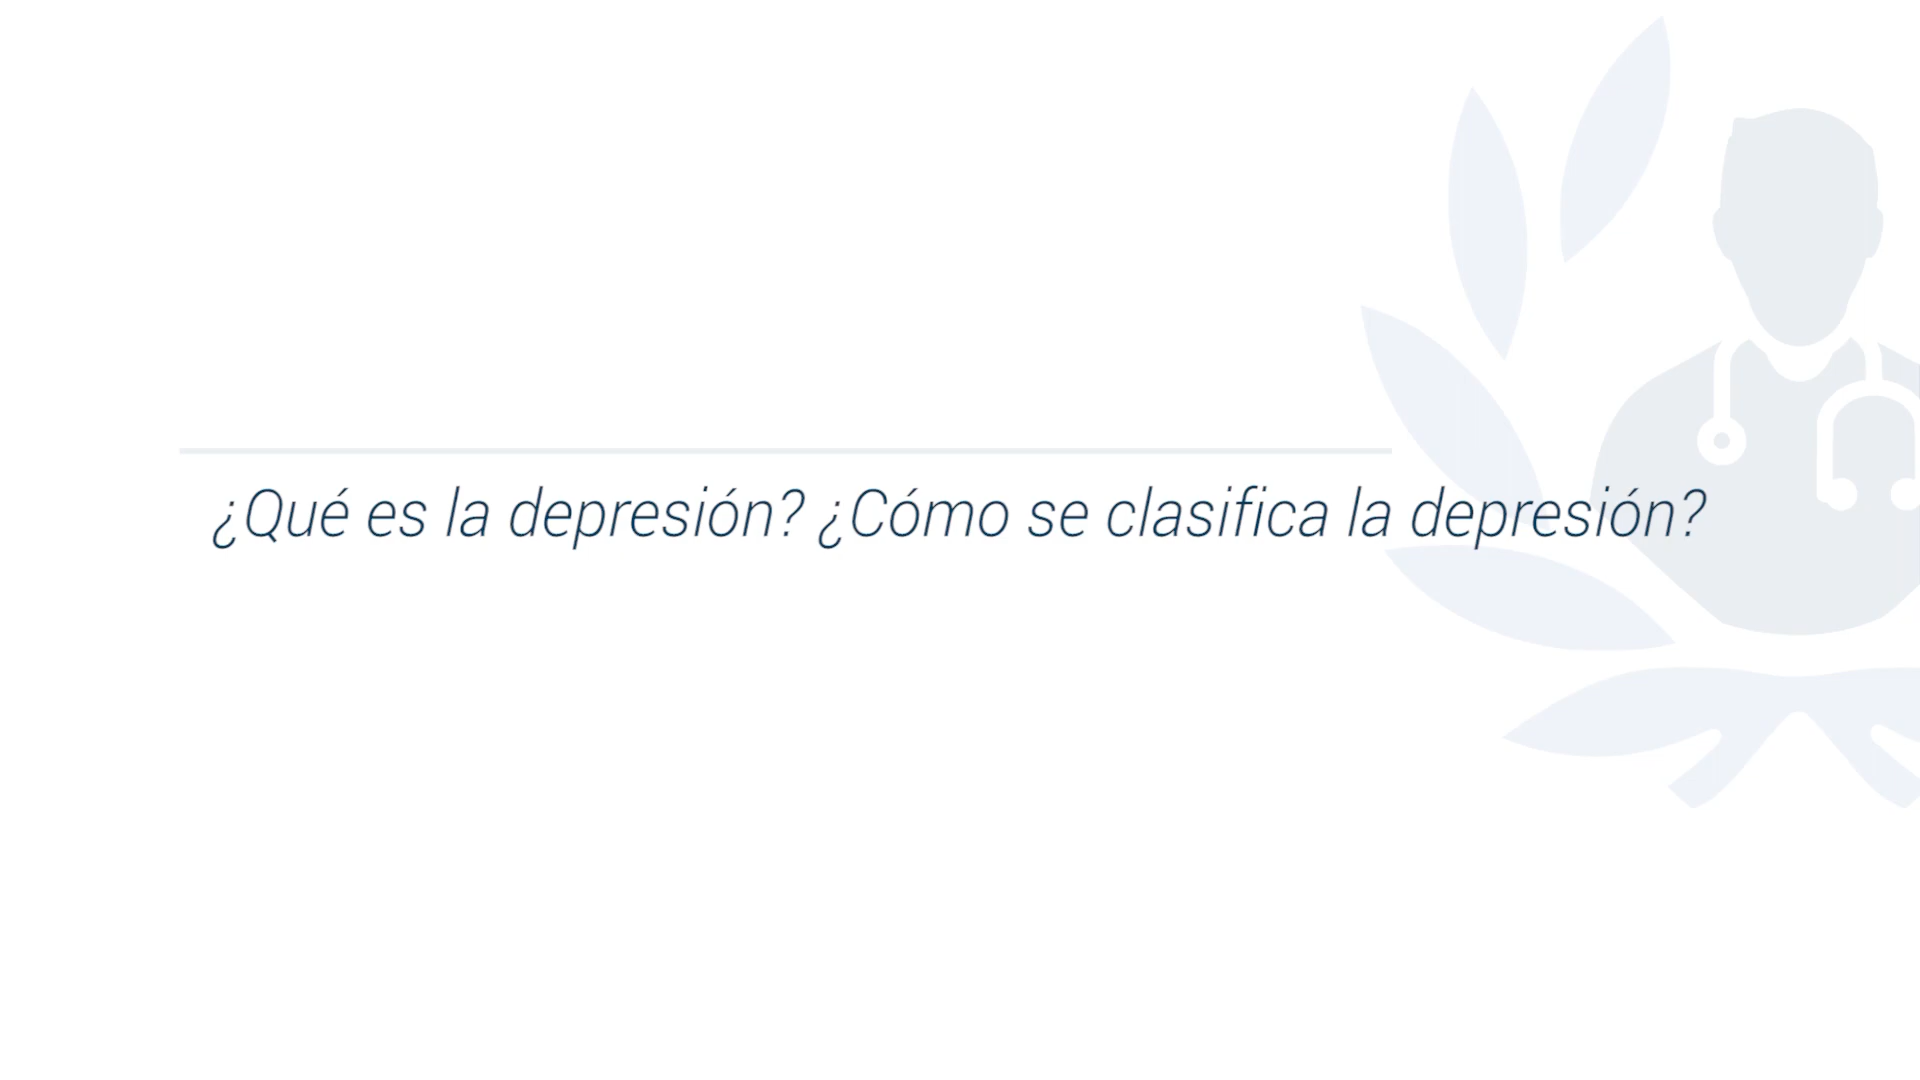 ¿Qué es la depresión? ¿Cómo se clasifica la depresión?